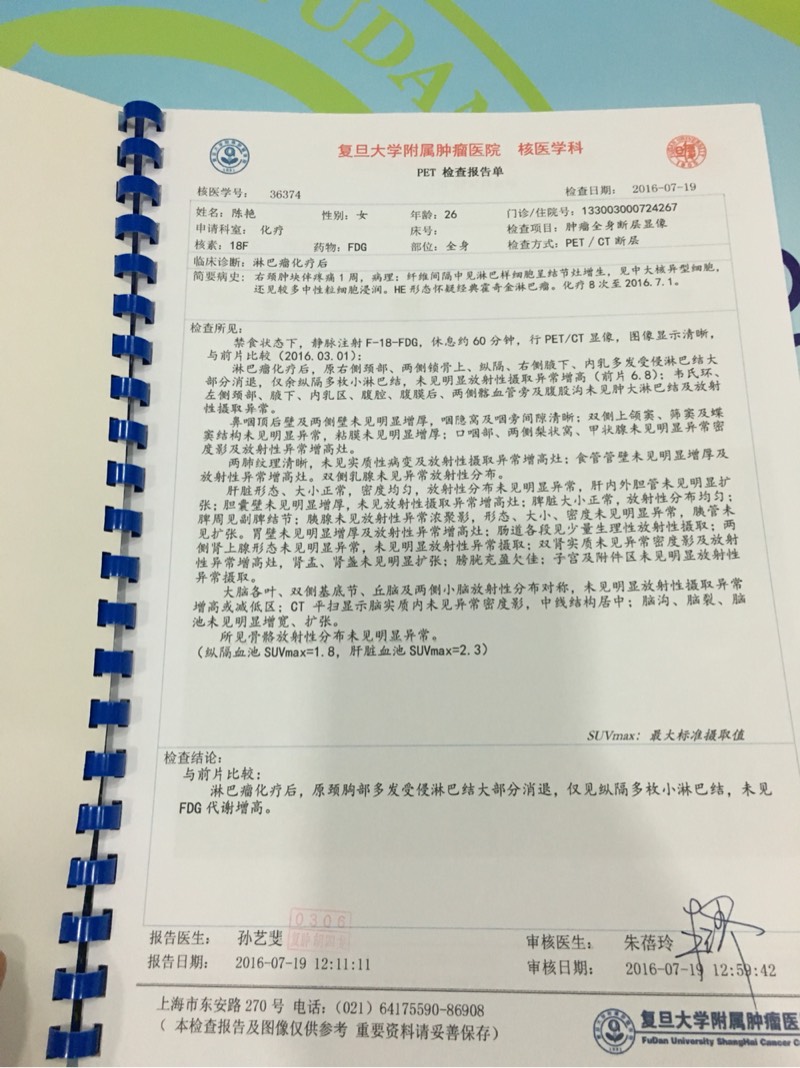 FUDAN
复旦大学附属肿瘤医院 核医学科
PET 检查报告单
核医学号: 36374 检查日期: 2016-07-19
姓名: 陈艳 性别: 女 年龄: 26 门诊/住院号: 133003000724267
申请科室: 化疗 床号: 检查项目: 肿瘤全身断层显像
核素: 18F 药物: FDG 部位: 全身 检查方式: PET / CT 断层
临床诊断: 淋巴瘤化疗后
简要病史: 右颈肿块伴疼痛 1 周, 病理: 纤维间隔中见淋巴样细胞呈结节灶增生, 见中大核异型细胞,
还见较多中性粒细胞浸润。HE 形态怀疑经典霍奇金淋巴瘤。化疗 8 次至 2016.7.1。
检查所见:
禁食状态下, 静脉注射 F-18-FDG, 休息约 60 分钟, 行 PET/CT 显像, 图像显示清晰,
与前片比较 (2016.03.01):
淋巴瘤化疗后, 原右侧颈部、两侧锁骨上、纵隔、右侧腋下、内乳多发受侵淋巴结大
部分消退, 仅余纵隔多枚小淋巴结, 未见明显放射性摄取异常增高 (前片 6.8); 韦氏环、
左侧颈部、腋下、内乳区、腹腔、腹膜后、两侧髂血管旁及腹股沟未见肿大淋巴结及放射
性摄取异常。
鼻咽顶后壁及两侧壁未见明显增厚, 咽隐窝及咽旁间隙清晰; 双侧上颌窦、筛窦及蝶
窦结构未见明显异常, 粘膜未见明显增厚; 口咽部、两侧梨状窝、甲状腺未见明显异常密
度影及放射性异常增高灶。
两肺纹理清晰, 未见实质性病变及放射性摄取异常增高灶; 食管管壁未见明显增厚及
放射性异常增高灶。双侧乳腺未见异常放射性分布。
肝脏形态、大小正常, 密度均匀, 放射性分布未见明显异常, 肝内外胆管未见明显扩
张; 胆囊壁未见明显增厚, 未见放射性摄取异常增高灶; 脾脏大小正常, 放射性分布均匀;
脾周见副脾结节; 胰腺未见放射性异常浓聚影, 形态、大小、密度未见明显异常, 胰管未
见扩张。胃壁未见明显增厚及放射性异常增高灶; 肠道各段见少量生理性放射性摄取; 两
侧肾上腺形态未见明显异常, 未见明显放射性异常摄取; 双肾实质未见异常密度影及放射
性异常增高灶, 肾盂、肾盏未见明显扩张; 膀胱充盈欠佳; 子宫及附件区未见明显放射性
异常摄取。
大脑各叶、双侧基底节、丘脑及两侧小脑放射性分布对称, 未见明显放射性摄取异常
增高或减低区; CT 平扫显示脑实质内未见异常密度影, 中线结构居中; 脑沟、脑裂、脑
池未见明显增宽、扩张。
所见骨骼放射性分布未见明显异常。
(纵隔血池 SUVmax=1.8, 肝脏血池 SUVmax=2.3)
SUVmax: 最大标准摄取值
检查结论:
与前片比较:
淋巴瘤化疗后, 原颈胸部多发受侵淋巴结大部分消退, 仅见纵隔多枚小淋巴结, 未见
FDG 代谢增高。
0306
报告医生: 孙艺斐 审核医生: 朱蓓玲
报告日期: 2016-07-19 12:11:11 审核日期: 2016-07-19 12:59:42
上海市东安路 270 号 电话: (021) 64175590-86908
( 本检查报告及图像仅供参考 重要资料请妥善保存)
复旦大学附属肿瘤医
FuDan University ShangHai Cancer C